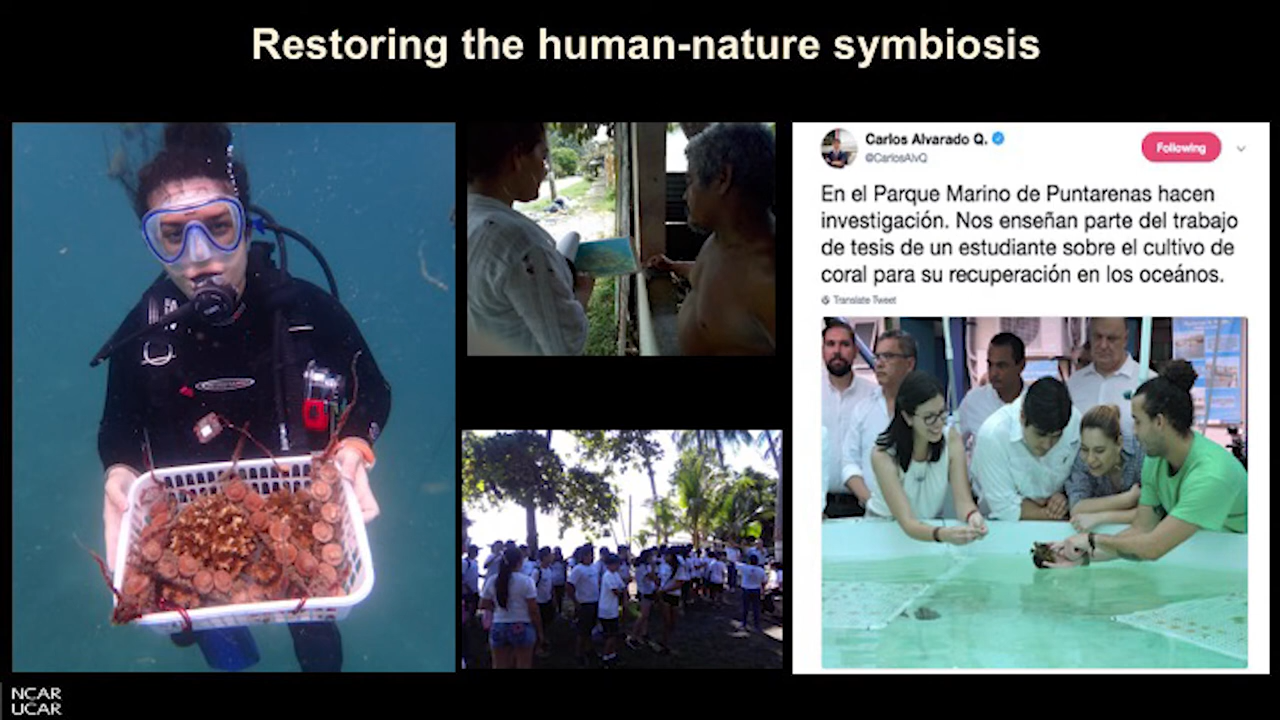 Restoring the human-nature symbiosis
Carlos Alvarado Q.
@CarlosAlvQ
Following
En el Parque Marino de Puntarenas hacen
investigación. Nos enseñan parte del trabajo
de tesis de un estudiante sobre el cultivo de
coral para su recuperación en los oceános.
Translate Tweet
NCAR
UCAR